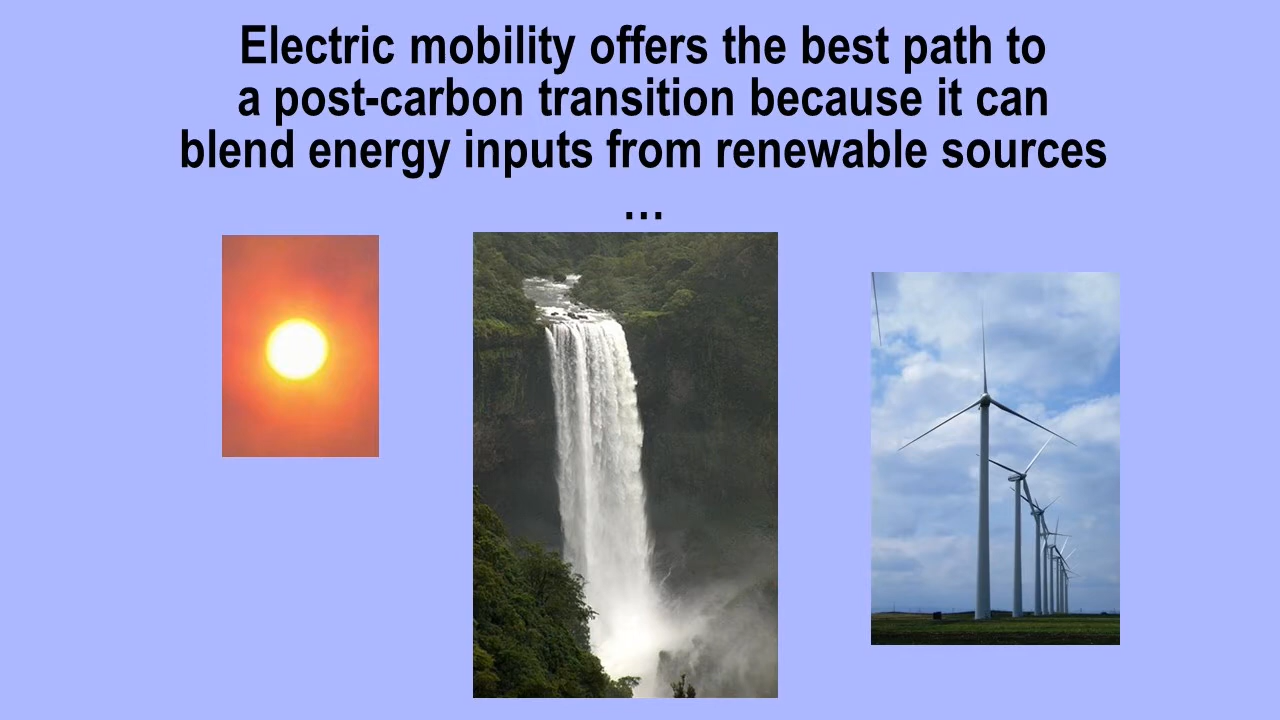 Electric mobility offers the best path to
a post-carbon transition because it can
blend energy inputs from renewable sources
…